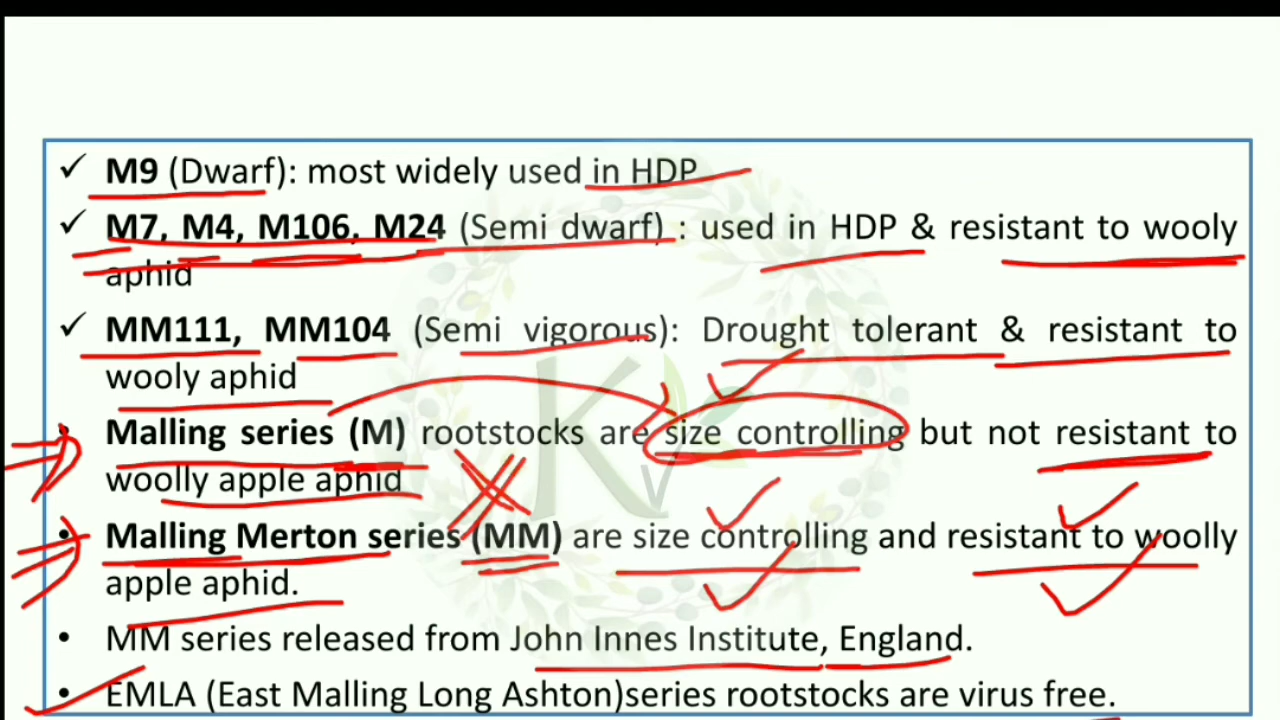 ✓ M9 (Dwarf): most widely used in HDP
✓ M7, M4, M106, M24 (Semi dwarf) : used in HDP & resistant to wooly
aphid
✓ MM111, MM104 (Semi vigorous): Drought tolerant & resistant to
wooly aphid
• Malling series (M) rootstocks are size controlling but not resistant to
woolly apple aphid
• Malling Merton series (MM) are size controlling and resistant to woolly
apple aphid.
• MM series released from John Innes Institute, England.
• EMLA (East Malling Long Ashton)series rootstocks are virus free.